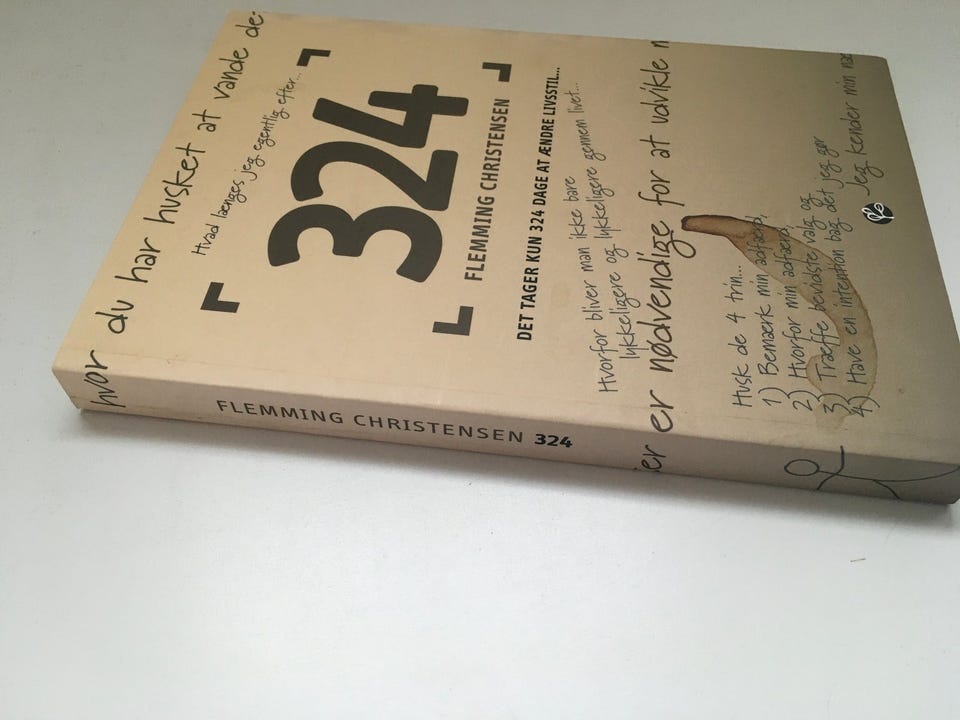 hvor du har husket at vande de
Hvad længes jeg egentlig efter...
324
FLEMMING CHRISTENSEN
DET TAGER KUN 324 DAGE AT ÆNDRE LIVSSTIL...
Hvorfor bliver man ikke bare
lykkeligere og lykkeligere gennem livet...
er nødvendige for at udvikle n
Husk de 4 trin...
1) Bemærk min adfærd,
2) Hvorfor min adfærd,
3) Træffe bevidste valg og
4) Have en intention bag det jeg gør
Jeg kender min næ
FLEMMING CHRISTENSEN 324